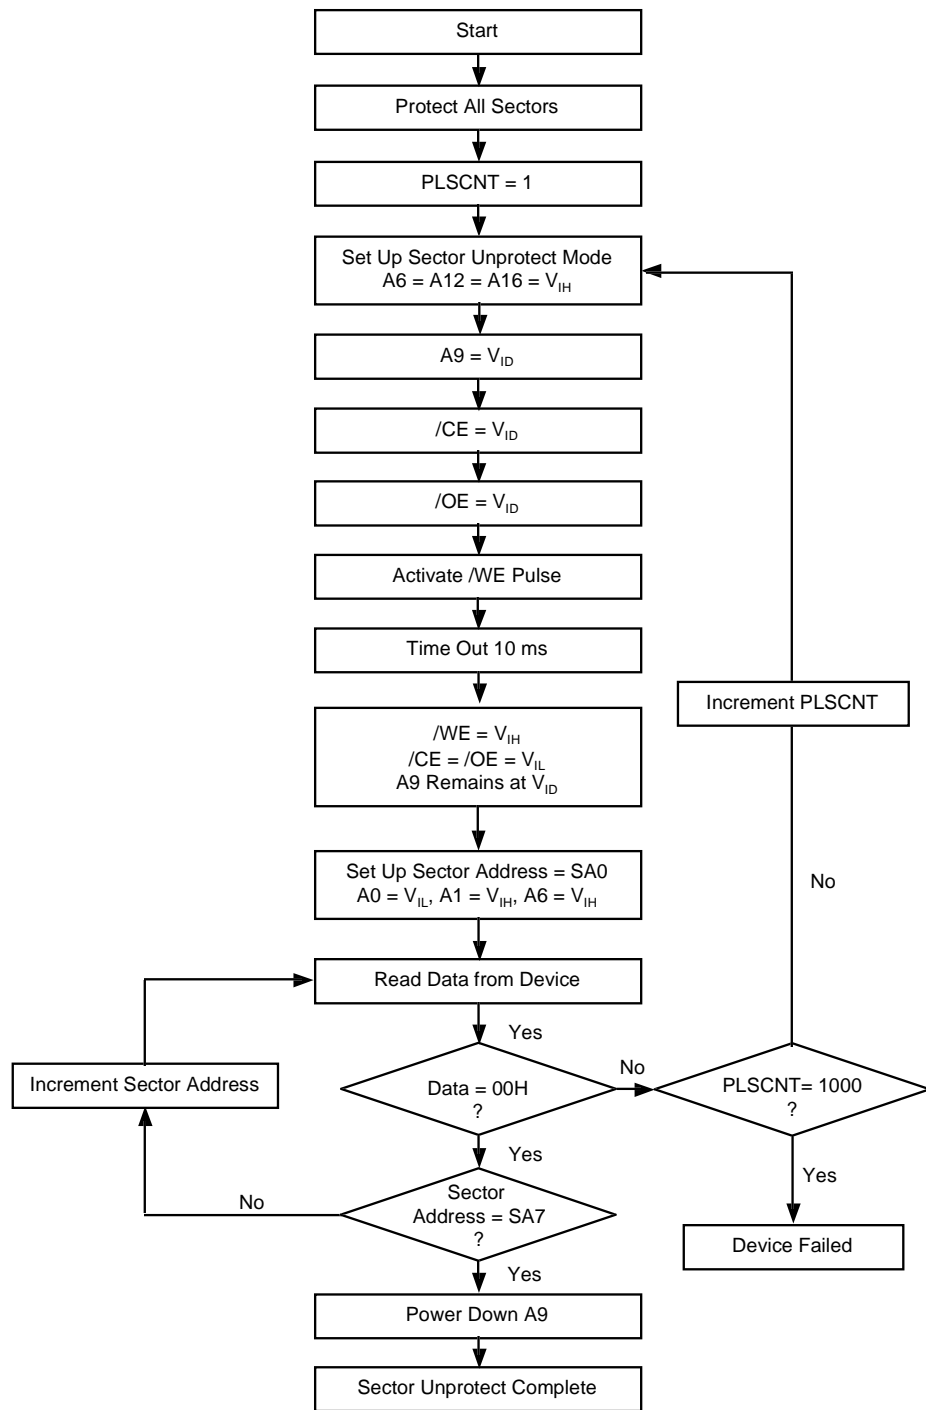 Start
Protect All Sectors
PLSCNT = 1
Set Up Sector Unprotect Mode
A6 = A12 = A16 = VIH
A9 = VID
/CE = VID
/OE = VID
Activate /WE Pulse
Time Out 10 ms
Increment PLSCNT
/WE = VIH
/CE = /OE = VIL
A9 Remains at VID
Set Up Sector Address = SA0
A0 = VIL, A1 = VIH, A6 = VIH
No
Read Data from Device
Yes
Increment Sector Address
Data = 00H
?
No
PLSCNT= 1000
?
Yes
Yes
No
Sector
Address = SA7
?
Device Failed
Yes
Power Down A9
Sector Unprotect Complete